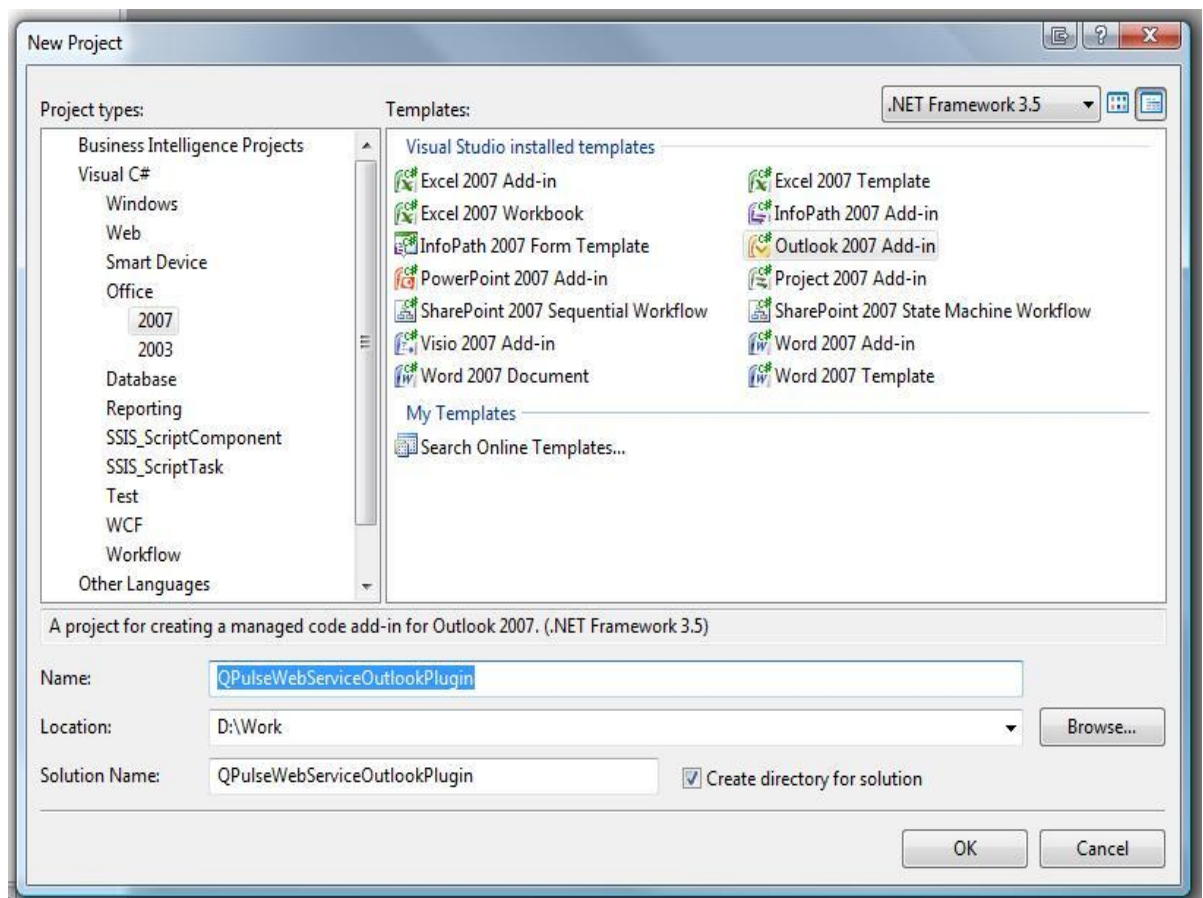 New Project
Project types:
Templates:
.NET Framework 3.5
Business Intelligence Projects
Visual C#
Windows
Web
Smart Device
Office
2007
2003
Database
Reporting
SSIS_ScriptComponent
SSIS_ScriptTask
Test
WCF
Workflow
Other Languages
Visual Studio installed templates
Excel 2007 Add-in
Excel 2007 Template
Excel 2007 Workbook
InfoPath 2007 Add-in
InfoPath 2007 Form Template
Outlook 2007 Add-in
PowerPoint 2007 Add-in
Project 2007 Add-in
SharePoint 2007 Sequential Workflow
SharePoint 2007 State Machine Workflow
Visio 2007 Add-in
Word 2007 Add-in
Word 2007 Document
Word 2007 Template
My Templates
Search Online Templates...
A project for creating a managed code add-in for Outlook 2007. (.NET Framework 3.5)
Name:
QPulseWebServiceOutlookPlugin
Location:
D:\Work
Browse...
Solution Name:
QPulseWebServiceOutlookPlugin
Create directory for solution
OK
Cancel